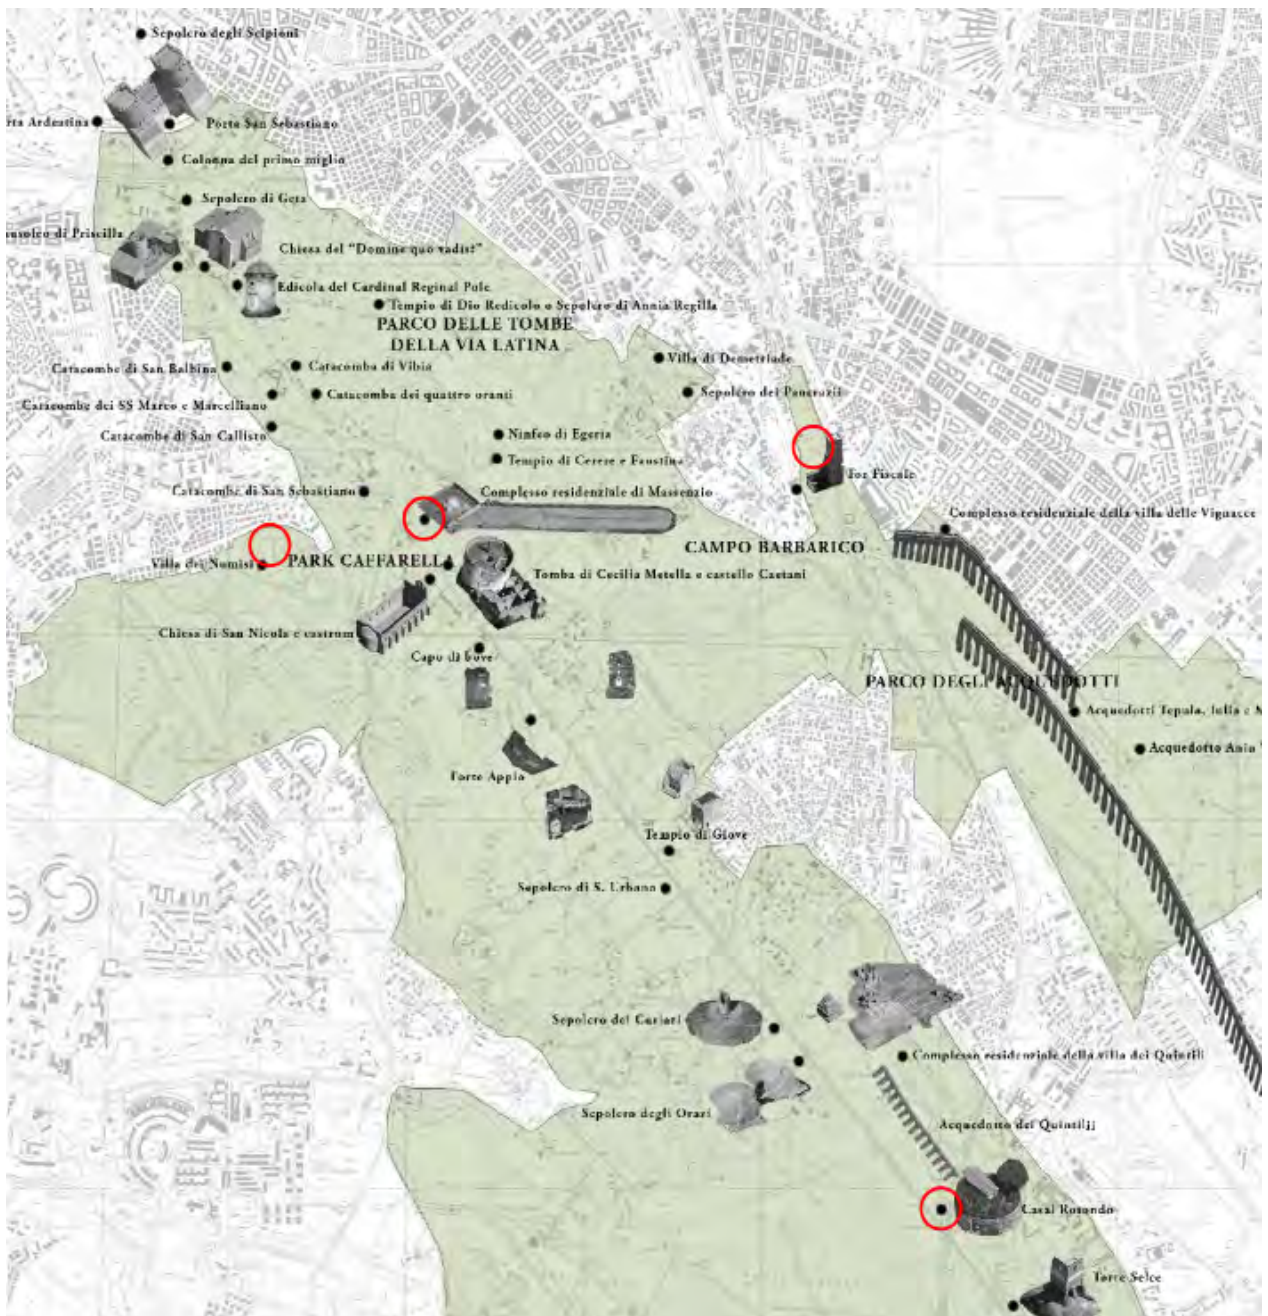 Sepolcro degli Scipioni
rta Ardeatina
Porta San Sebastiano
Colonna del primo miglio
Sepolcro di Geta
usoleo di Priscilla
Chiesa del "Domine quo vadis?"
Edicola del Cardinal Reginal Pole
Tempio di Dio Redicolo o Sepolcro di Annia Regilla
PARCO DELLE TOMBE
DELLA VIA LATINA
Villa di Demetriade
Catacombe di San Balbina
Catacomba di Vibia
Sepolcro dei Pancrazii
Catacombe dei SS Marco e Marcelliano
Catacomba dei quattro oranti
Catacombe di San Callisto
Ninfeo di Egeria
Tempio di Cerere e Faustina
Tor Fiscale
Catacombe di San Sebastiano
Complesso residenziale di Massenzio
Complesso residenziale della villa delle Vignacce
CAMPO BARBARICO
Villa dei Nomisi
PARK CAFFARELLA
Tomba di Cecilia Metella e castello Caetani
Chiesa di San Nicola e castrum
Capo di bove
PARCO DEGLI ACQUEDOTTI
Acquedotti Tepula, Iulia e M
Acquedotto Anio
Forte Appio
Tempio di Giove
Sepolcro di S. Urbano
Sepolcro dei Curiazi
Complesso residenziale della villa dei Quintili
Sepolcro degli Orazi
Acquedotto dei Quintilij
Casal Rotondo
Torre Selce